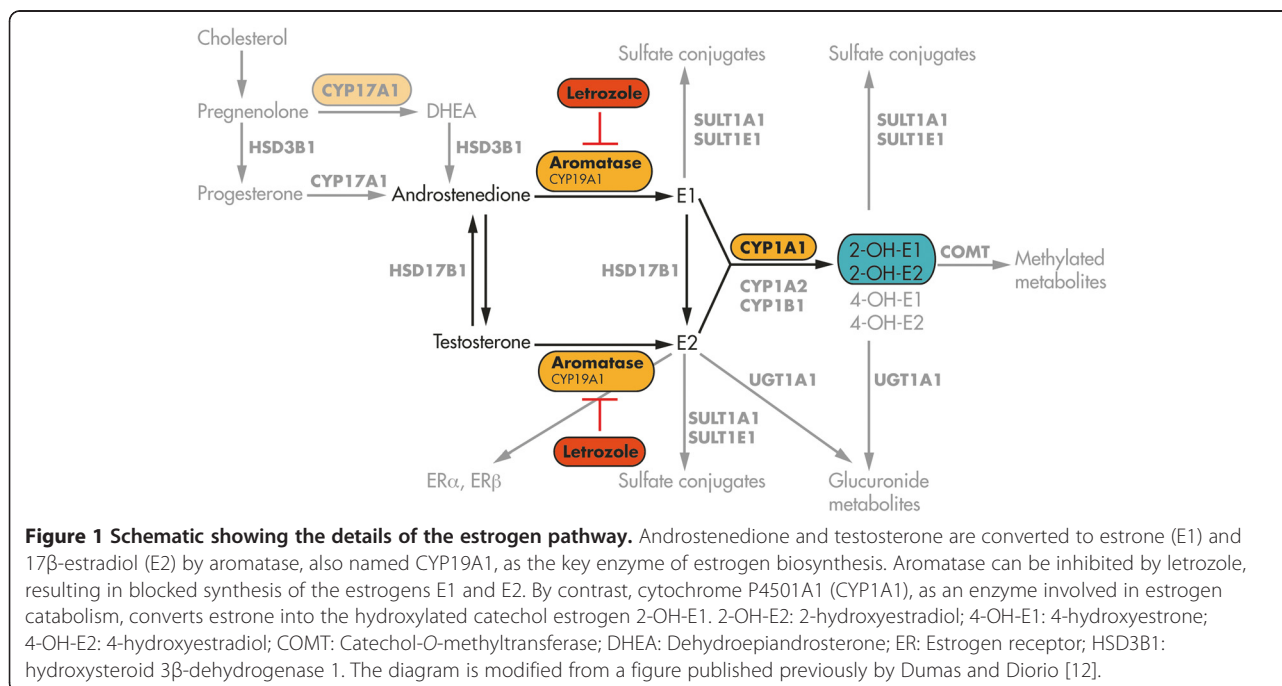 Cholesterol
Sulfate conjugates
Sulfate conjugates
CYP17A1
Letrozole
Pregnenolone
DHEA
SULT1A1
SULT1E1
SULT1A1
SULT1E1
HSD3B1
HSD3B1
Aromatase
CYP19A1
CYP17A1
Progesterone
Androstenedione
E1
CYP1A1
2-OH-E1
2-OH-E2
COMT
Methylated
metabolites
HSD17B1
HSD17B1
CYP1A2
CYP1B1
4-OH-E1
4-OH-E2
Testosterone
E2
Aromatase
CYP19A1
UGT1A1
UGT1A1
SULT1A1
SULT1E1
Letrozole
ERα, ERβ
Sulfate conjugates
Glucuronide
metabolites
Figure 1 Schematic showing the details of the estrogen pathway. Androstenedione and testosterone are converted to estrone (E1) and
17β-estradiol (E2) by aromatase, also named CYP19A1, as the key enzyme of estrogen biosynthesis. Aromatase can be inhibited by letrozole,
resulting in blocked synthesis of the estrogens E1 and E2. By contrast, cytochrome P4501A1 (CYP1A1), as an enzyme involved in estrogen
catabolism, converts estrone into the hydroxylated catechol estrogen 2-OH-E1. 2-OH-E2: 2-hydroxyestradiol; 4-OH-E1: 4-hydroxyestrone;
4-OH-E2: 4-hydroxyestradiol; COMT: Catechol-O-methyltransferase; DHEA: Dehydroepiandrosterone; ER: Estrogen receptor; HSD3B1:
hydroxysteroid 3β-dehydrogenase 1. The diagram is modified from a figure published previously by Dumas and Diorio [12].